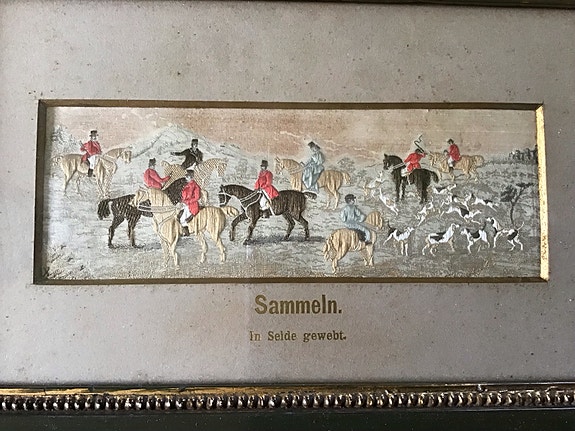 Sammeln.
In Seide gewebt.